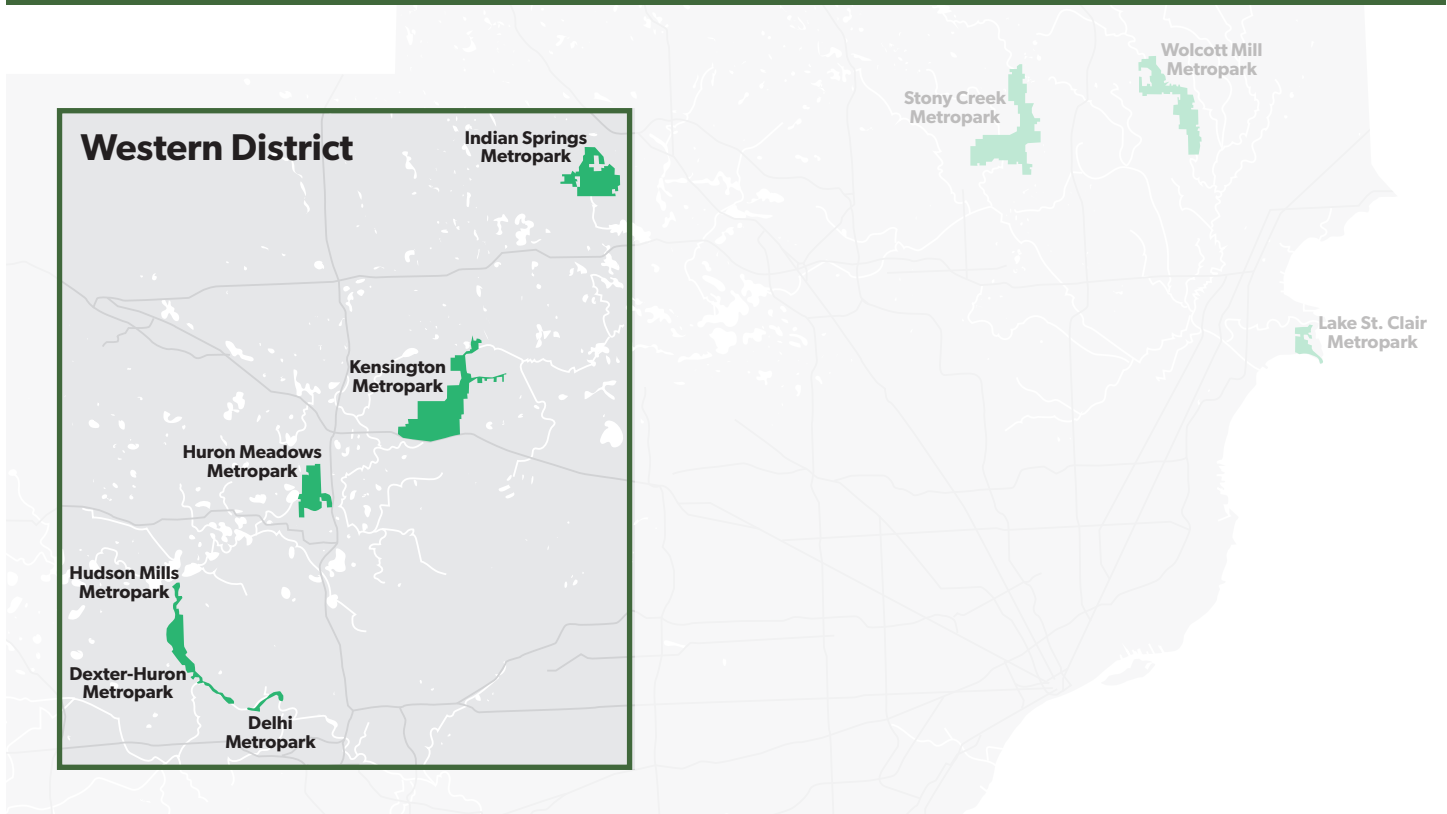 Western District
Indian Springs
Metropark
Kensington
Metropark
Huron Meadows
Metropark
Hudson Mills
Metropark
Dexter-Huron
Metropark
Delhi
Metropark
Stony Creek
Metropark
Wolcott Mill
Metropark
Lake St. Clair
Metropark